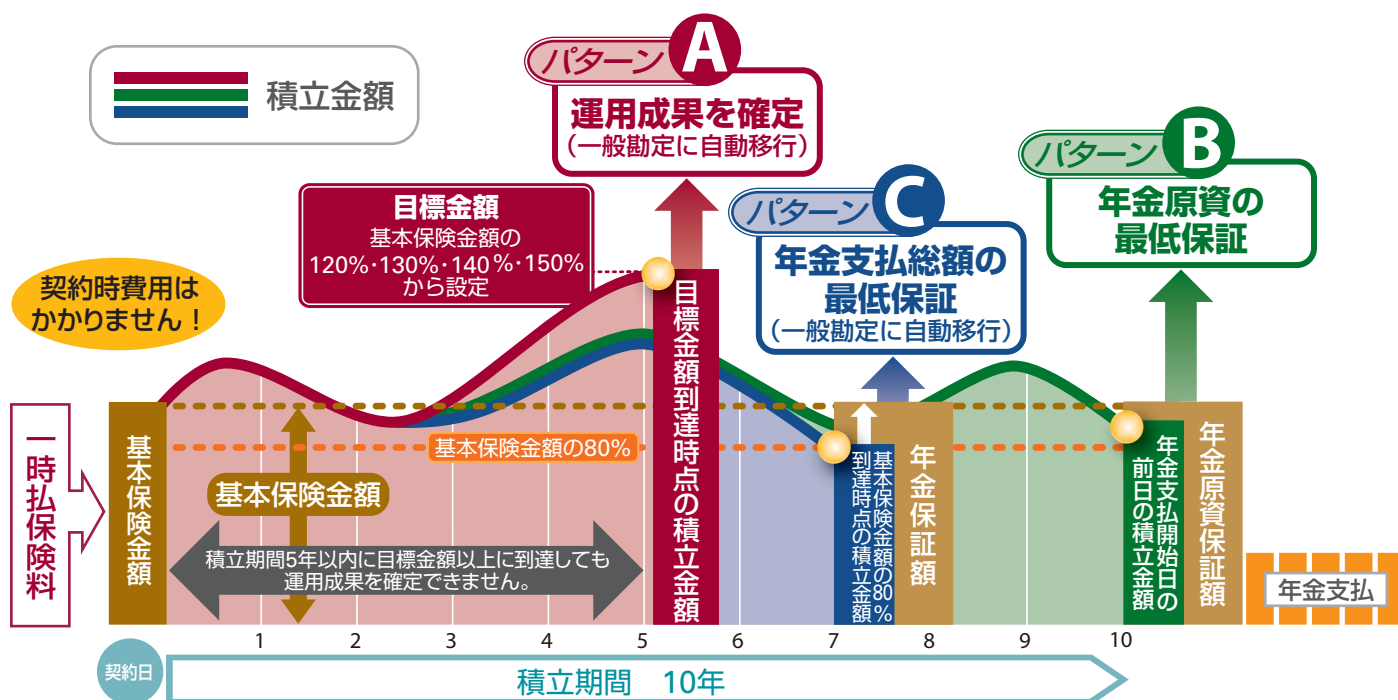 積立金額
パターンA
運用成果を確定
(一般勘定に自動移行)
パターンB
年金原資の
最低保証
パターンC
年金支払総額の
最低保証
(一般勘定に自動移行)
目標金額
基本保険金額の
120%・130%・140%・150%
から設定
契約時費用は
かかりません！
一時払保険料
基本保険金額
基本保険金額
基本保険金額の80%
積立期間5年以内に目標金額以上に到達しても
運用成果を確定できません。
目標金額到達時点の積立金額
基本保険金額の80%
到達時点の積立金額
年金保証額
年金支払開始日の
前日の積立金額
年金原資保証額
年金支払
1 2 3 4 5 6 7 8 9 10
契約日
積立期間　10年